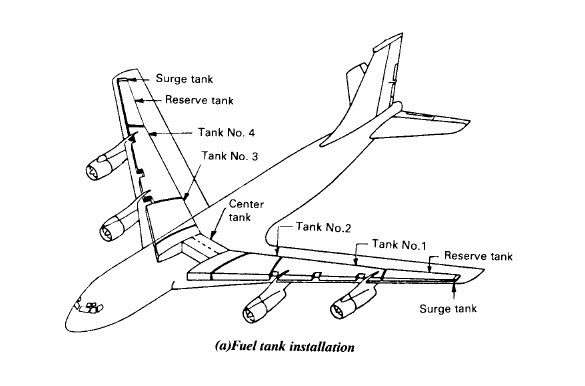 Surge tank
Reserve tank
Tank No. 4
Tank No. 3
Center
tank
Tank No.2
Tank No.1
Reserve tank
Surge tank
(a)Fuel tank installation